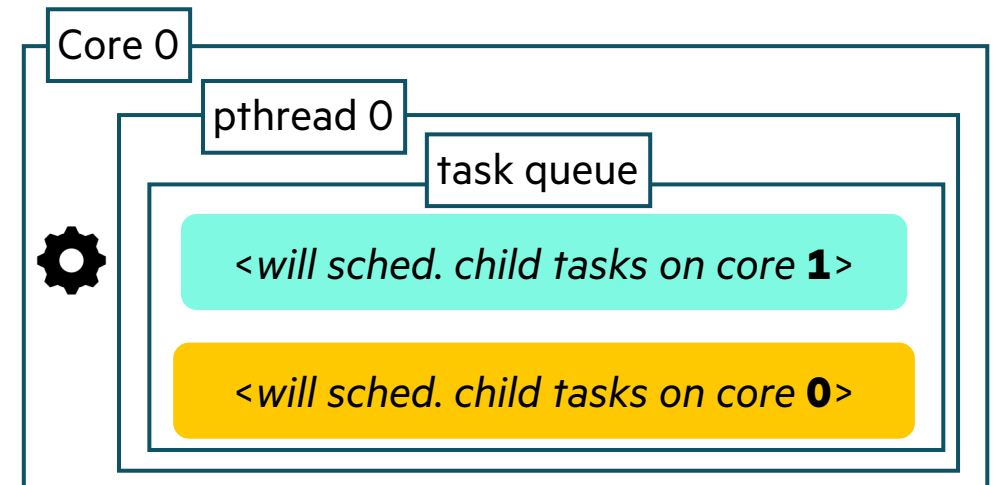 Core 0
pthread 0
task queue
<will sched. child tasks on core 1>
<will sched. child tasks on core 0>